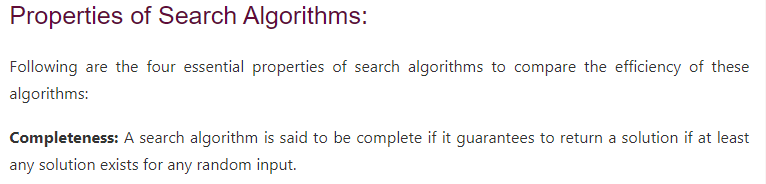 Properties of Search Algorithms:
Following are the four essential properties of search algorithms to compare the efficiency of these
algorithms:
Completeness: A search algorithm is said to be complete if it guarantees to return a solution if at least
any solution exists for any random input.